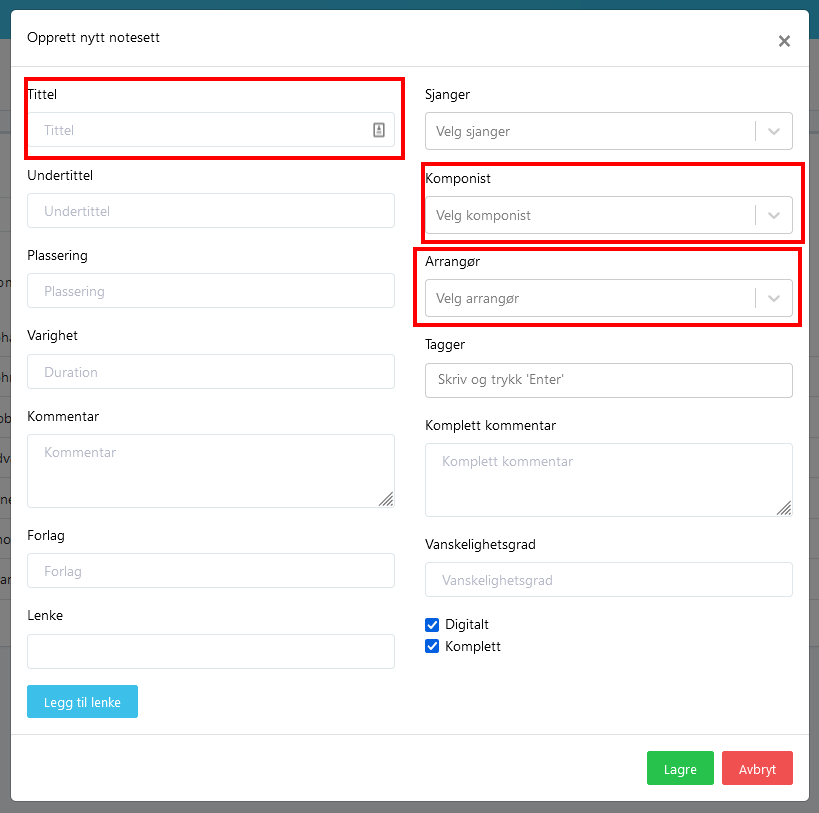 Opprett nytt notesett
Tittel
Tittel
Undertittel
Undertittel
Plassering
Plassering
Varighet
Duration
Kommentar
Kommentar
Forlag
Forlag
Lenke
Legg til lenke
Sjanger
Velg sjanger
Komponist
Velg komponist
Arrangør
Velg arrangør
Tagger
Skriv og trykk 'Enter'
Komplett kommentar
Komplett kommentar
Vanskelighetsgrad
Vanskelighetsgrad
Digitalt
Komplett
Lagre
Avbryt